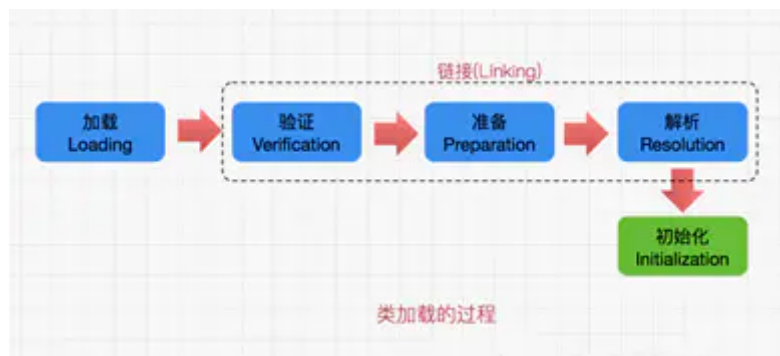 链接(Linking)
加载
Loading
验证
Verification
准备
Preparation
解析
Resolution
初始化
Initialization
类加载的过程